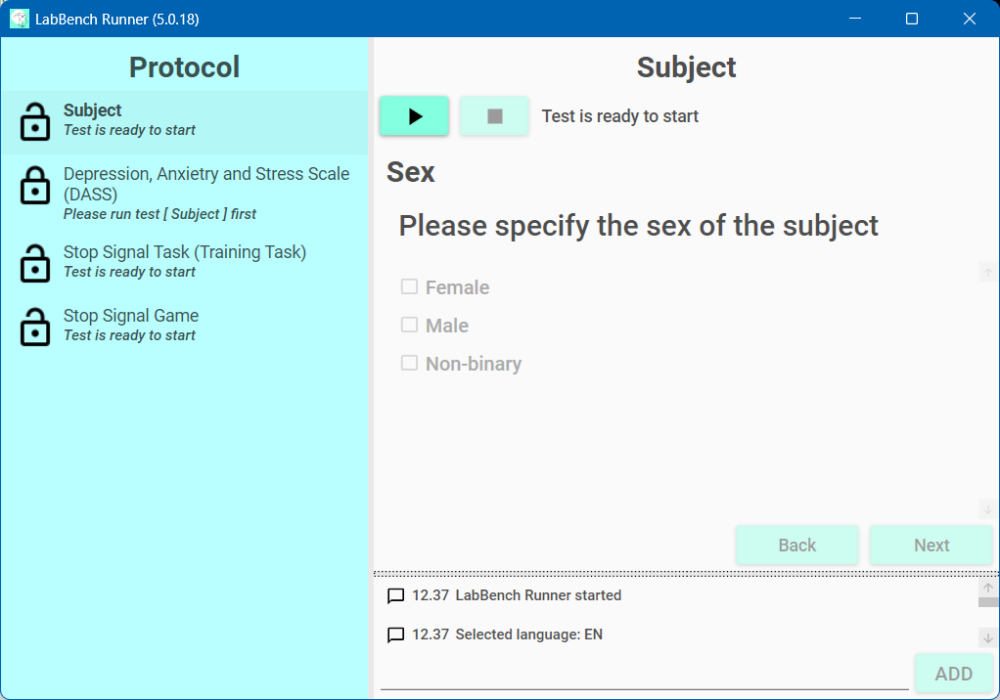 LabBench Runner (5.0.18)
Protocol
Subject
Test is ready to start
Depression, Anxietry and Stress Scale
(DASS)
Please run test [ Subject ] first
Stop Signal Task (Training Task)
Test is ready to start
Stop Signal Game
Test is ready to start
Subject
Test is ready to start
Sex
Please specify the sex of the subject
Female
Male
Non-binary
Back Next
12.37 LabBench Runner started
12.37 Selected language: EN
ADD